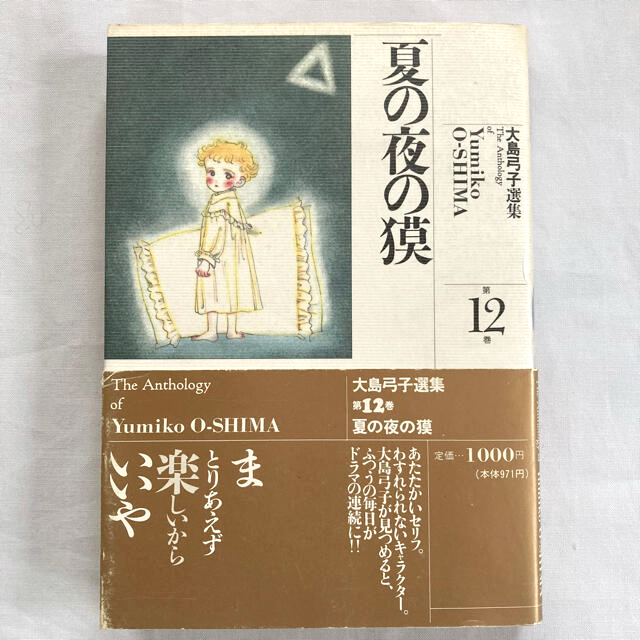 夏の夜の獏
大島弓子選集
The Anthology
of
Yumiko
O-SHIMA
第
12
巻
The Anthology
of
Yumiko O-SHIMA
ま
とりあえず
楽しいから
いいや
大島弓子選集
第12巻
夏の夜の獏
あたたかいセリフ。
わすれられないキャラクター。
大島弓子が見つめると、
ふつうの毎日が
ドラマの連続に!!
定価…1000円
(本体971円)